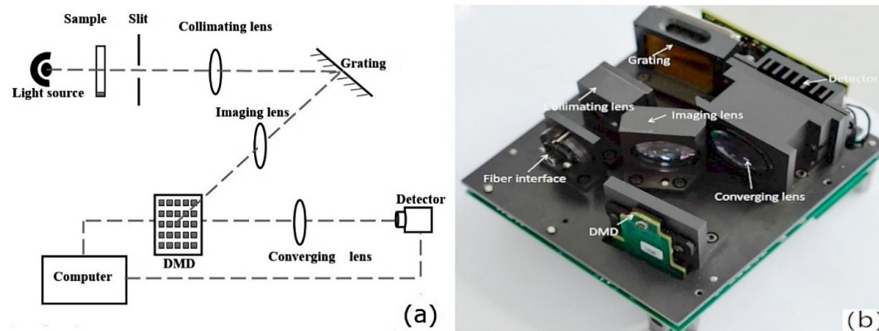 Sample
Slit
Collimating lens
Light source
Grating
Imaging lens
DMD
Converging lens
Detector
Computer
(a)
Grating
Detector
Collimating lens
Imaging lens
Fiber interface
Converging lens
DMD
(b)